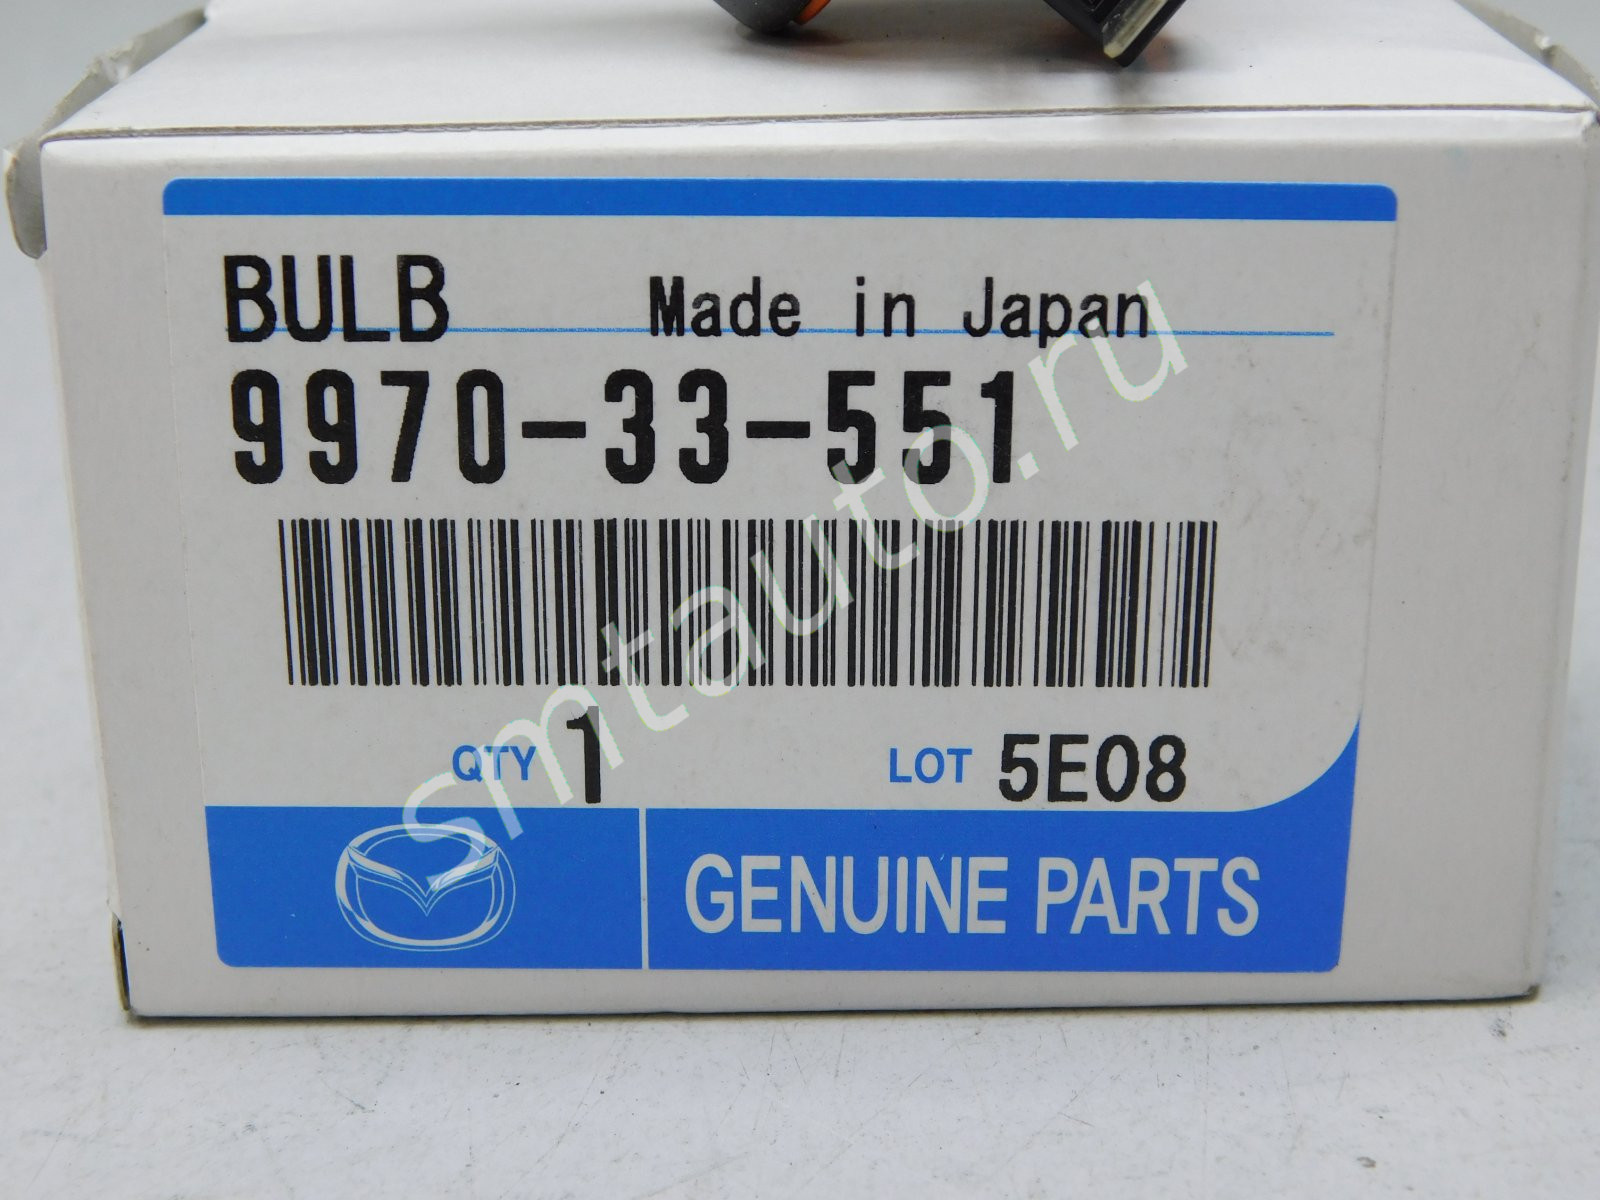 BULB Made in Japan
9970-33-551
QTY 1 LOT 5E08
GENUINE PARTS
smtauto.ru